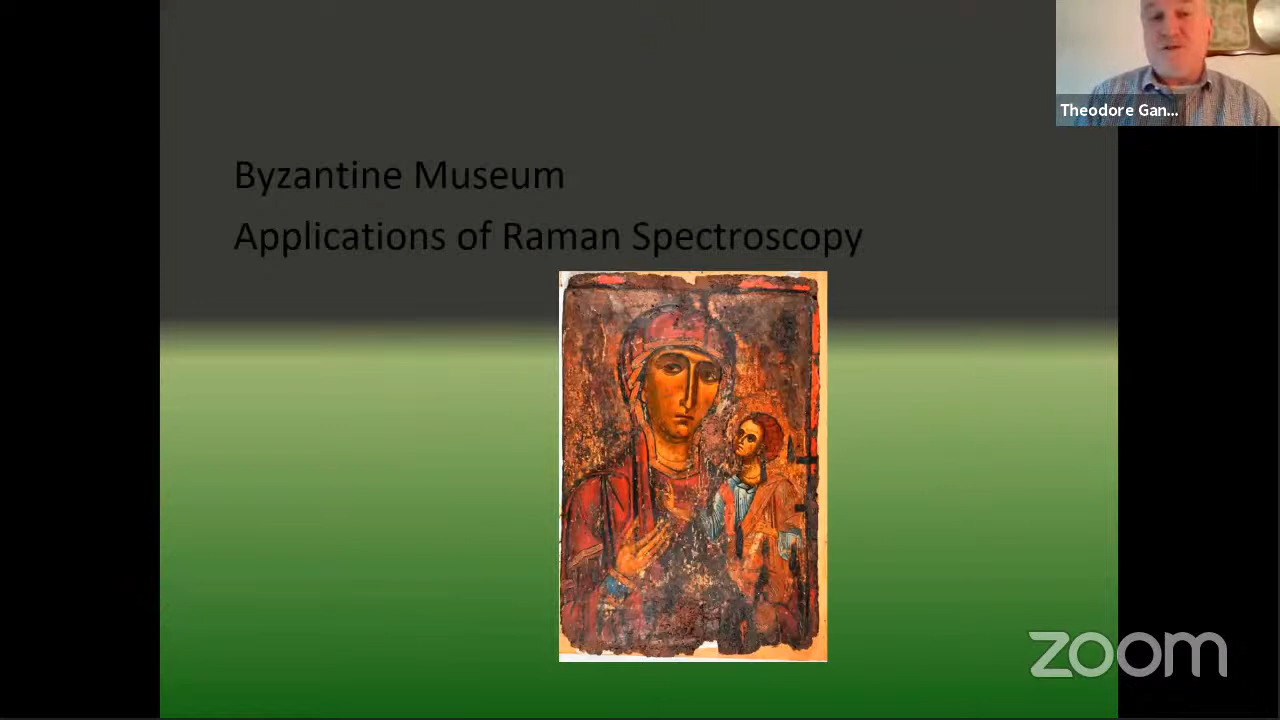 Byzantine Museum
Applications of Raman Spectroscopy
Theodore Gan...
zoom